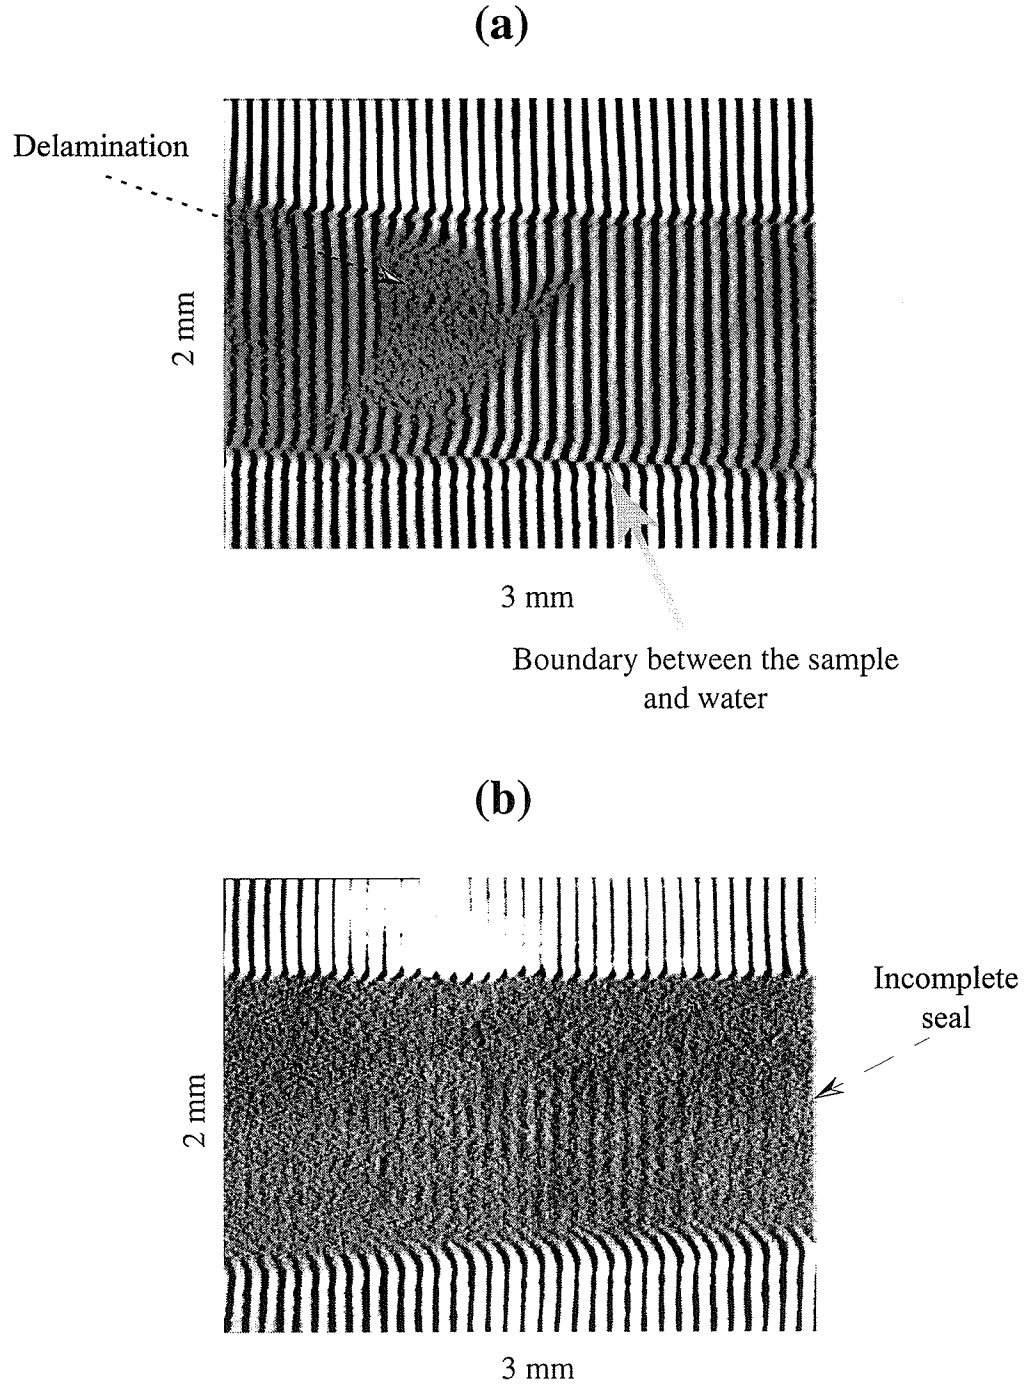 (a)
Delamination
2 mm
3 mm
Boundary between the sample
and water
(b)
Incomplete
seal
2 mm
3 mm